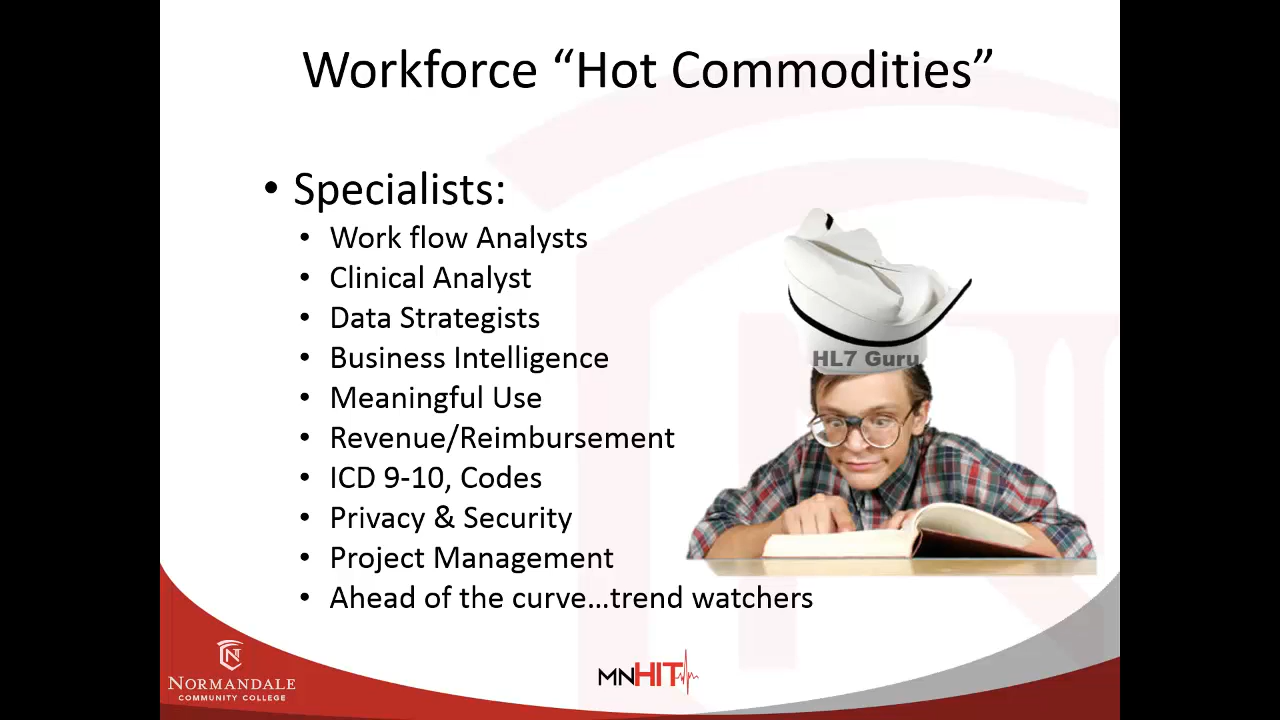 Workforce “Hot Commodities”
• Specialists:
• Work flow Analysts
• Clinical Analyst
• Data Strategists
• Business Intelligence
• Meaningful Use
• Revenue/Reimbursement
• ICD 9-10, Codes
• Privacy & Security
• Project Management
• Ahead of the curve…trend watchers
HL7 Guru
N
NORMANDALE
COMMUNITY COLLEGE
MNHIT